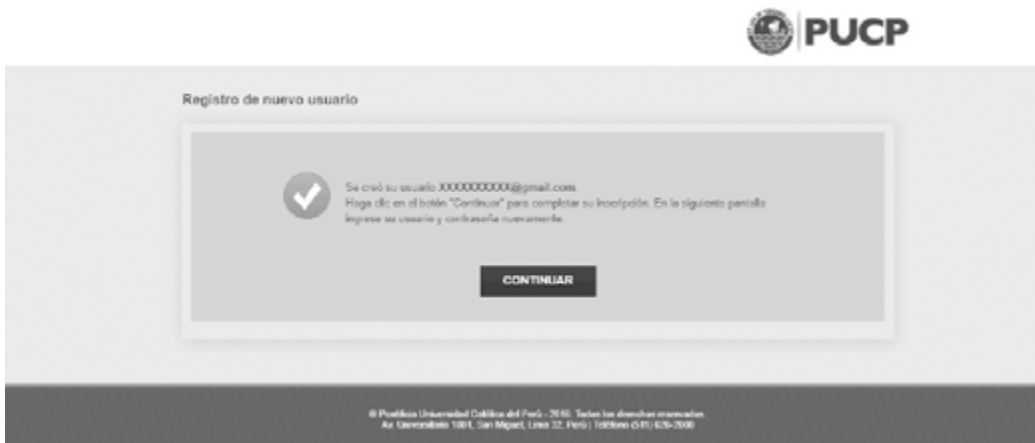 PUCP
Registro de nuevo usuario
Se creó su usuario XXXXXXXXXX@gmail.com.
Haga clic en el botón "Continuar" para completar su inscripción. En la siguiente pantalla
ingrese su usuario y contraseña nuevamente.
CONTINUAR
© Pontificia Universidad Católica del Perú - 2016. Todos los derechos reservados.
Av. Universitaria 1801, San Miguel, Lima 32, Perú | Teléfono (511) 626-2000